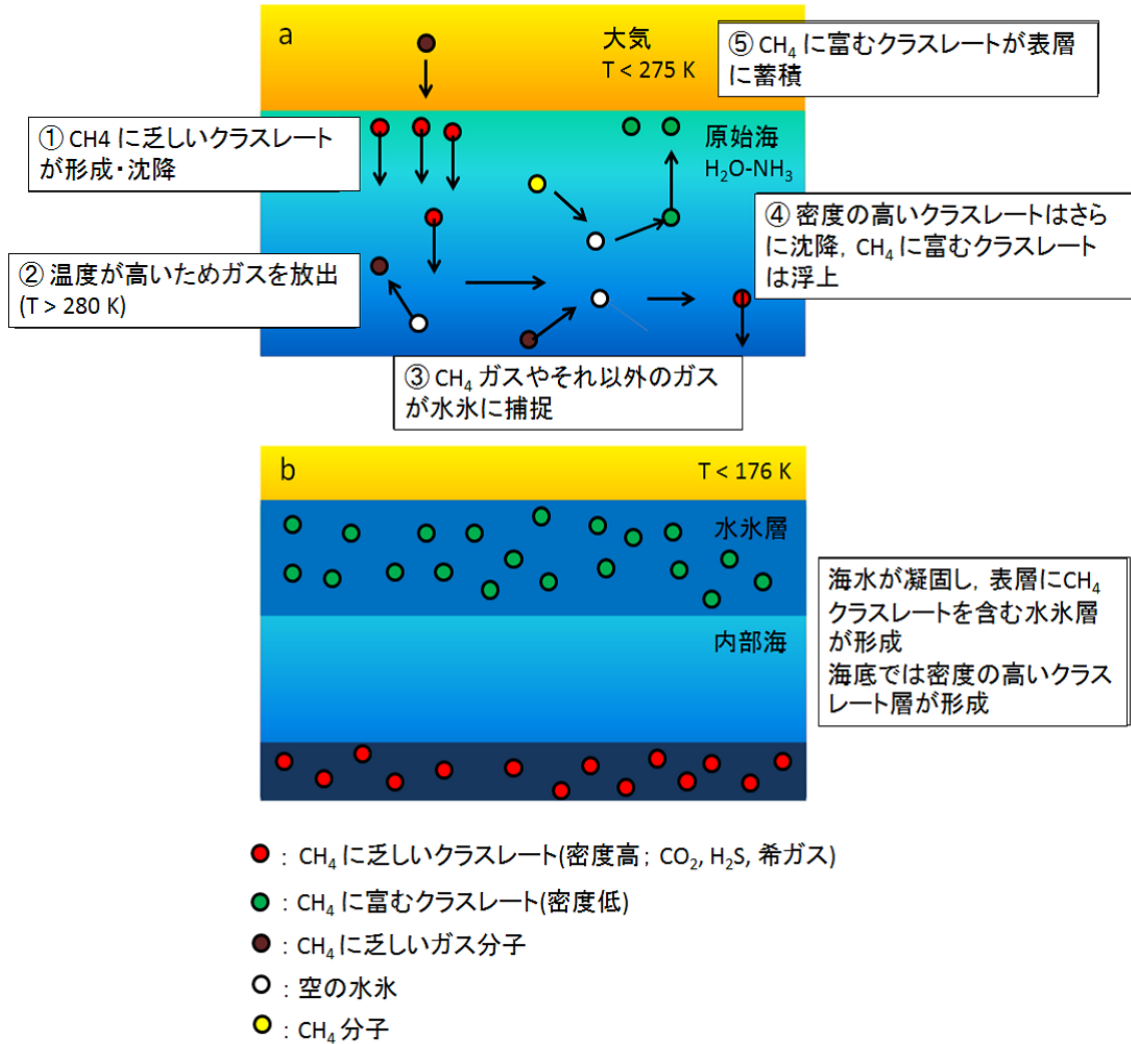 a
大気
T < 275 K
⑤ CH₄ に富むクラスレートが表層
に蓄積
① CH4 に乏しいクラスレート
が形成・沈降
原始海
H₂O-NH₃
④ 密度の高いクラスレートはさら
に沈降, CH₄ に富むクラスレート
は浮上
② 温度が高いためガスを放出
(T > 280 K)
③ CH₄ ガスやそれ以外のガス
が水氷に捕捉
b
T < 176 K
水氷層
内部海
海水が凝固し, 表層にCH₄
クラスレートを含む水氷層
が形成
海底では密度の高いクラス
レート層が形成
: CH₄ に乏しいクラスレート(密度高; CO₂, H₂S, 希ガス)
: CH₄ に富むクラスレート(密度低)
: CH₄ に乏しいガス分子
: 空の水氷
: CH₄ 分子